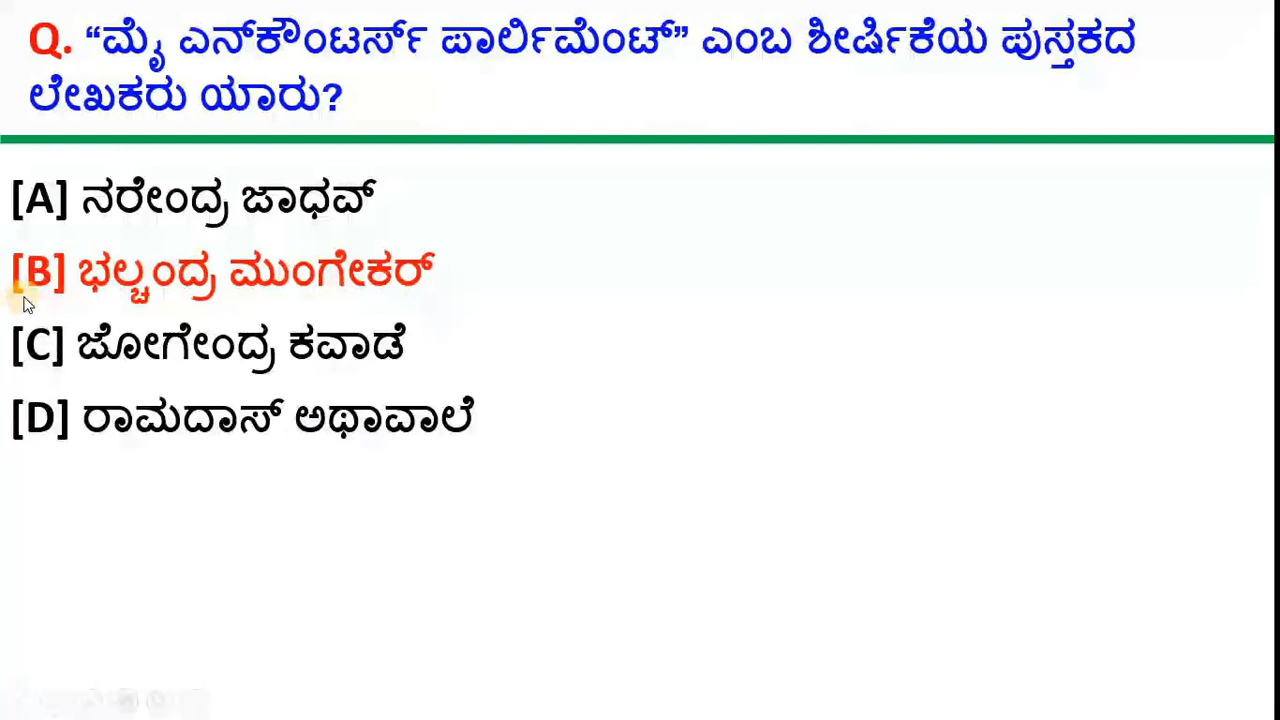 Q. “ಮೈ ಎನ್‌ಕೌಂಟರ್ಸ್ ಪಾರ್ಲಿಮೆಂಟ್” ಎಂಬ ಶೀರ್ಷಿಕೆಯ ಪುಸ್ತಕದ
ಲೇಖಕರು ಯಾರು?
[A] ನರೇಂದ್ರ ಜಾಧವ್
[B] ಭಲ್ಚಂದ್ರ ಮುಂಗೇಕರ್
[C] ಜೋಗೇಂದ್ರ ಕವಾಡೆ
[D] ರಾಮದಾಸ್ ಅಥಾವಾಲೆ